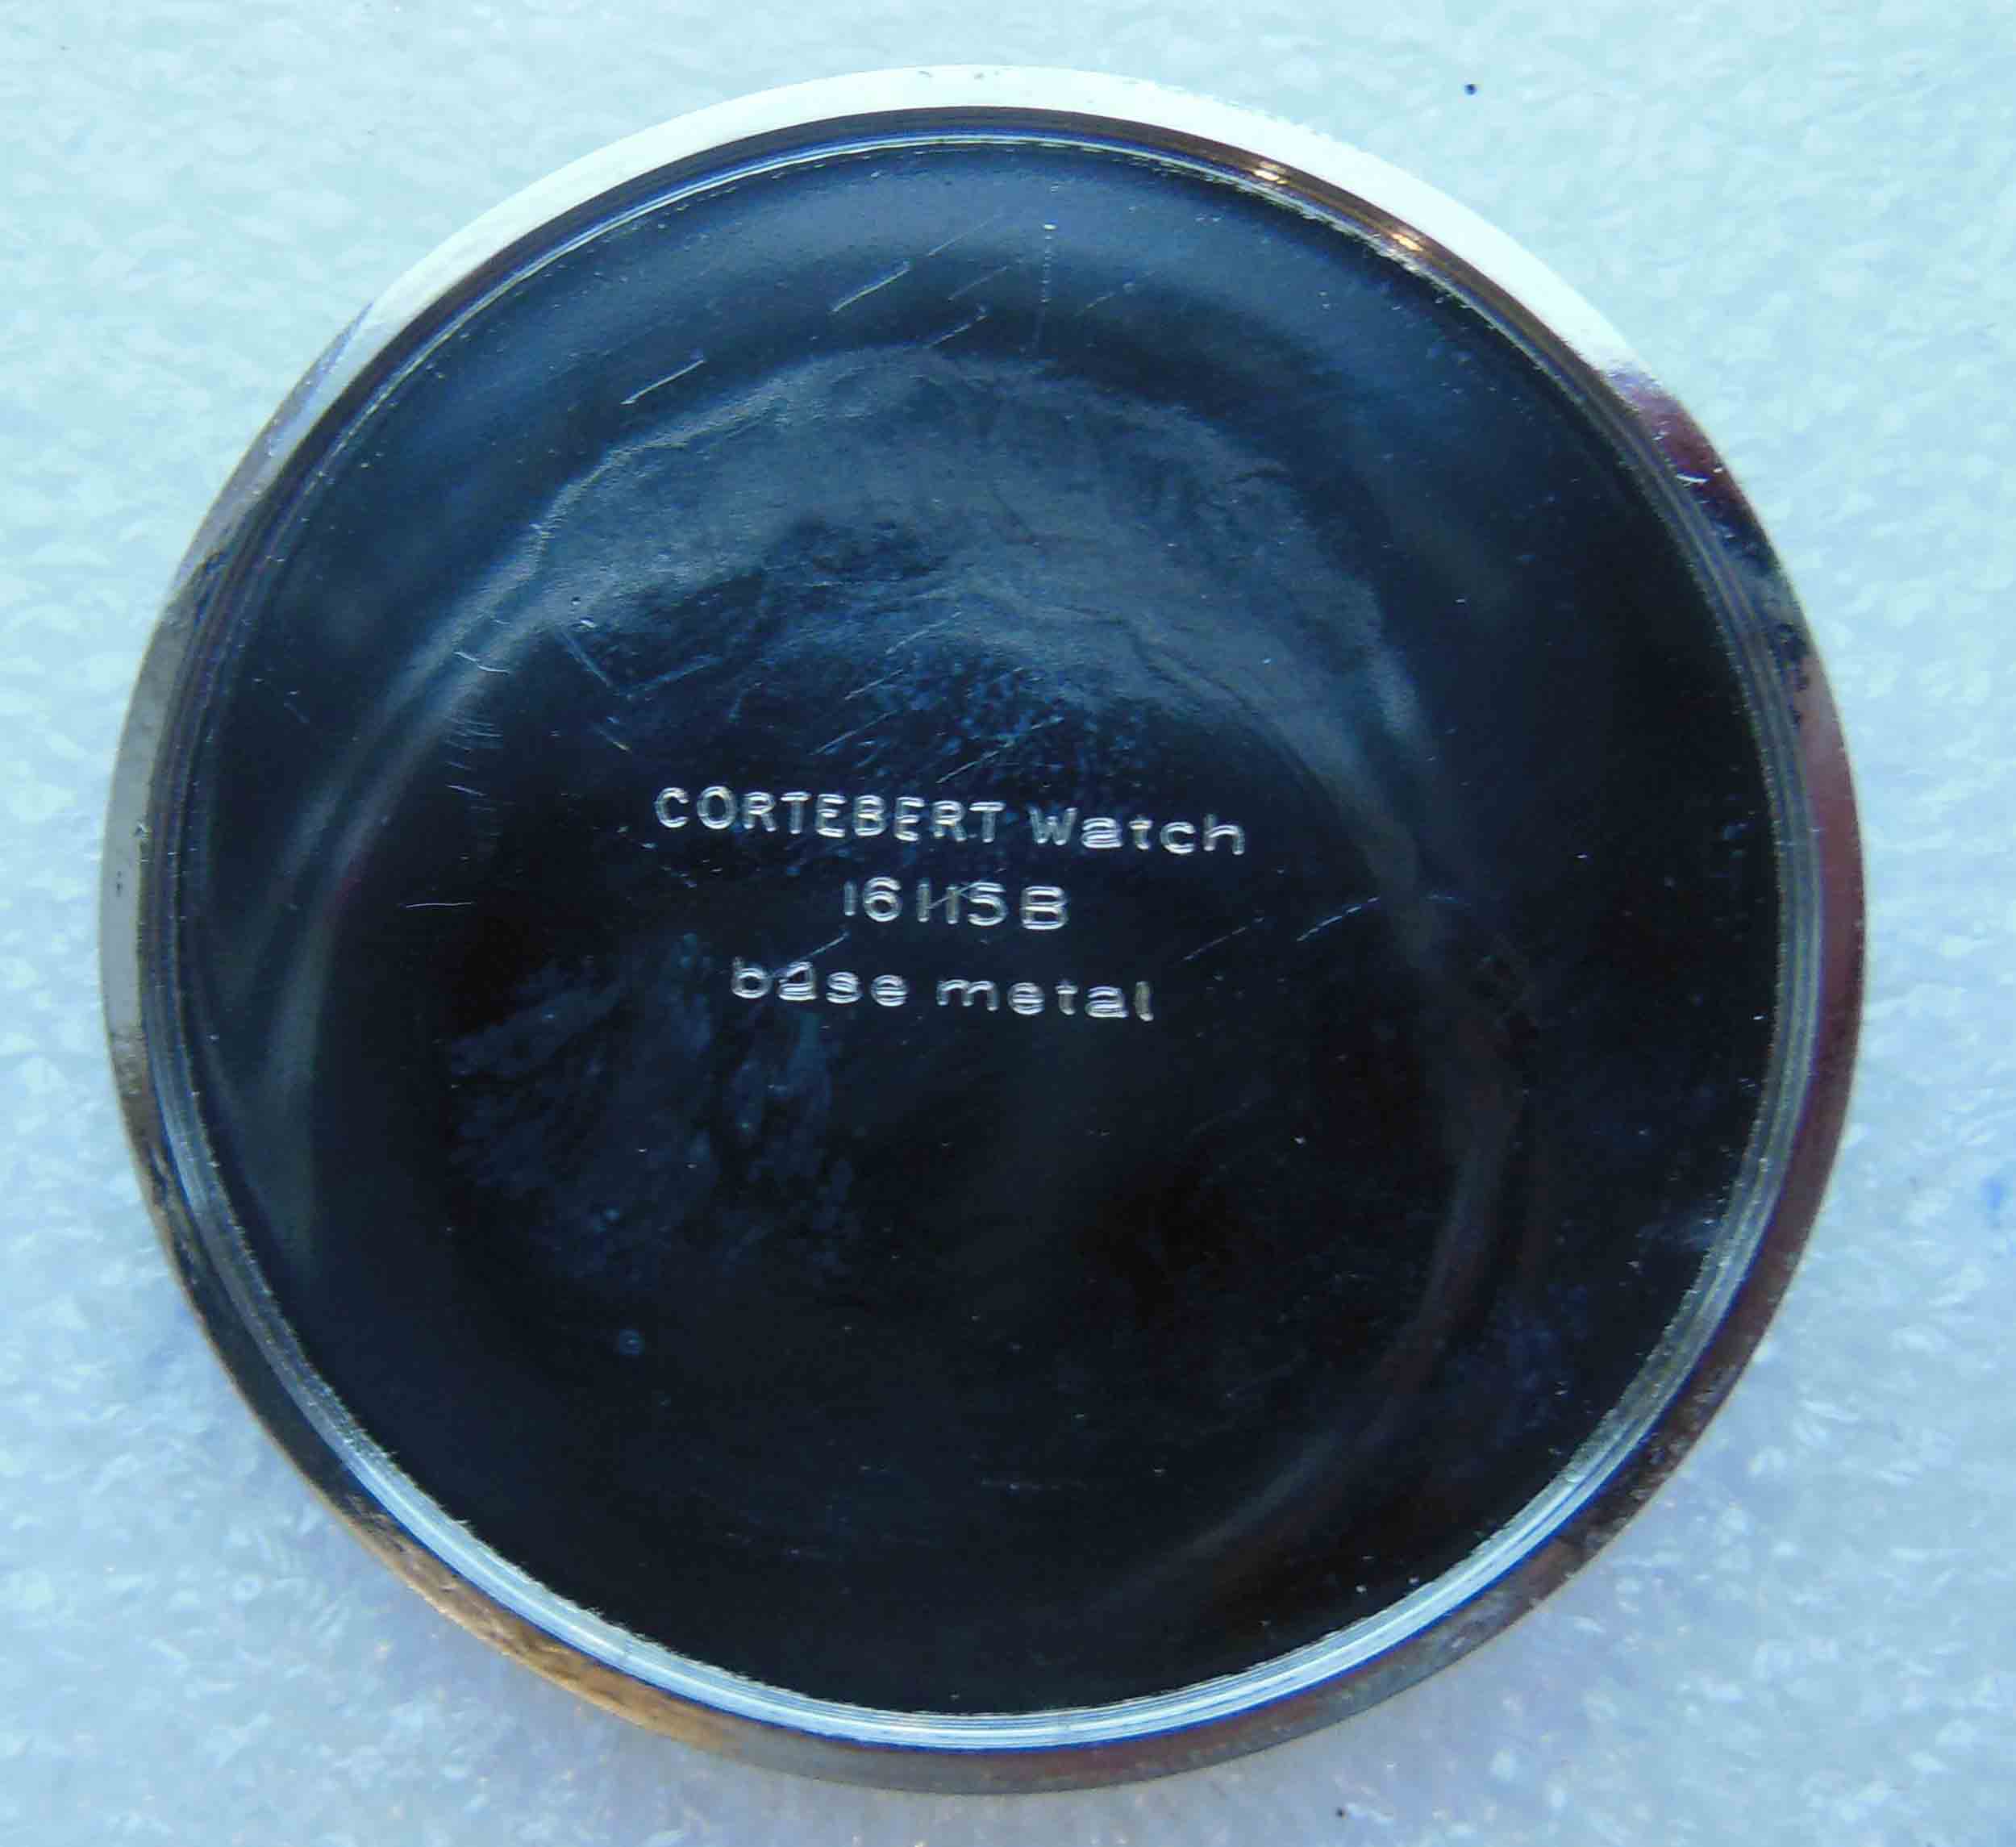 CORTEBERT Watch
16115B
base metal